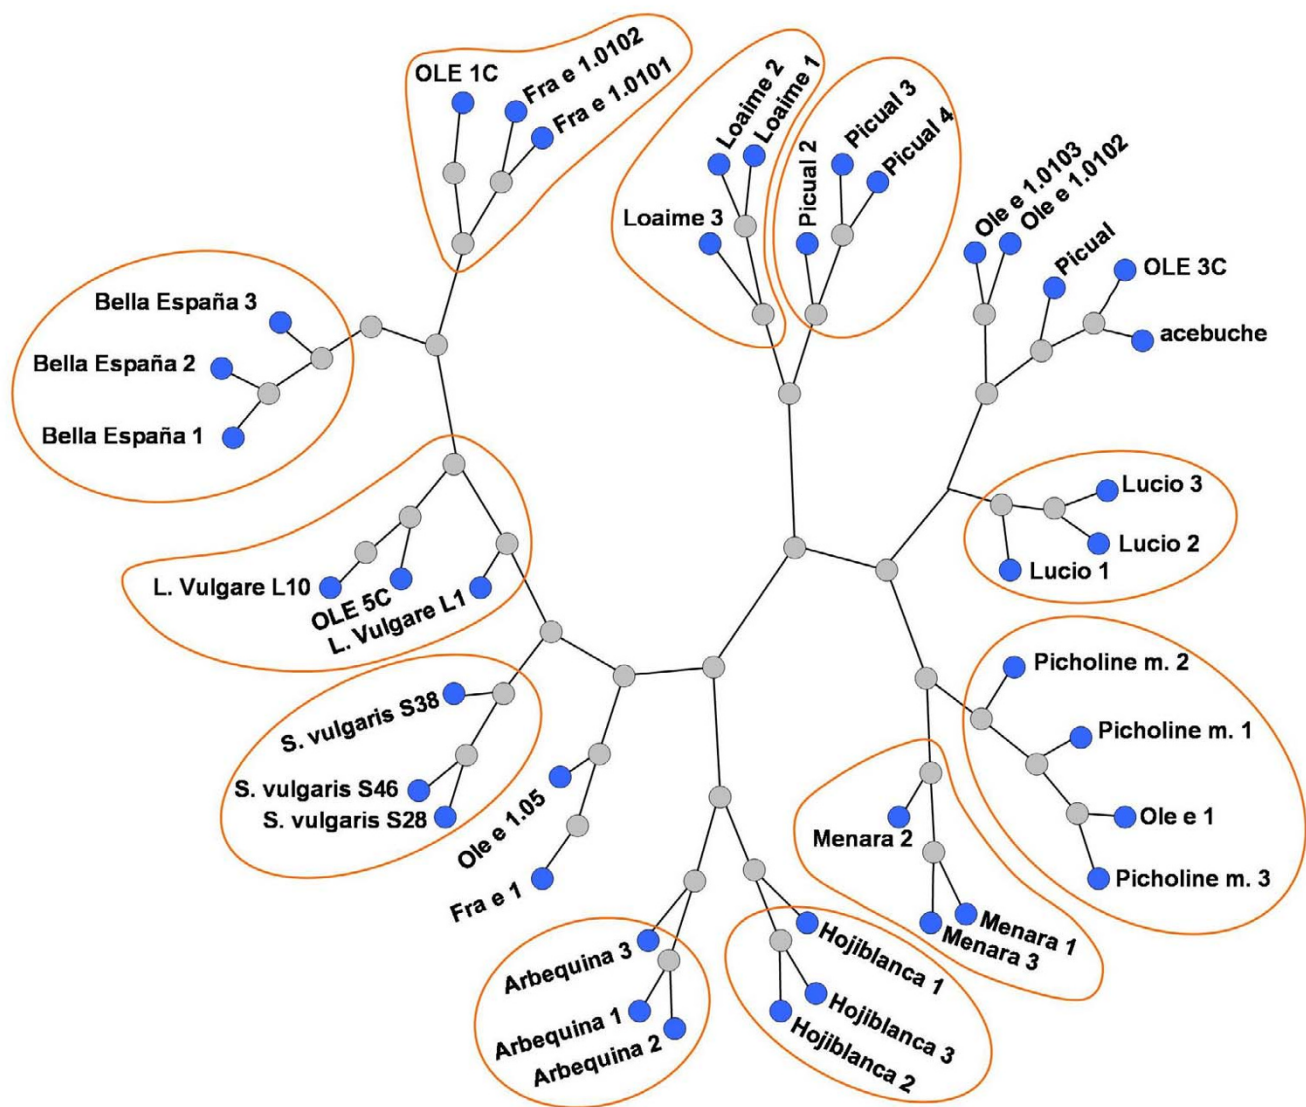 OLE 1C
Fra e 1.0102
Fra e 1.0101
Loaime 2
Loaime 1
Loaime 3
Picual 2
Picual 3
Picual 4
Ole e 1.0103
Ole e 1.0102
Picual
OLE 3C
acebuche
Bella España 3
Bella España 2
Bella España 1
Lucio 3
Lucio 2
Lucio 1
L. Vulgare L10
OLE 5C
L. Vulgare L1
S. vulgaris S38
S. vulgaris S46
S. vulgaris S28
Ole e 1.05
Fra e 1
Picholine m. 2
Picholine m. 1
Ole e 1
Picholine m. 3
Menara 2
Menara 1
Menara 3
Arbequina 3
Arbequina 1
Arbequina 2
Hojiblanca 1
Hojiblanca 3
Hojiblanca 2